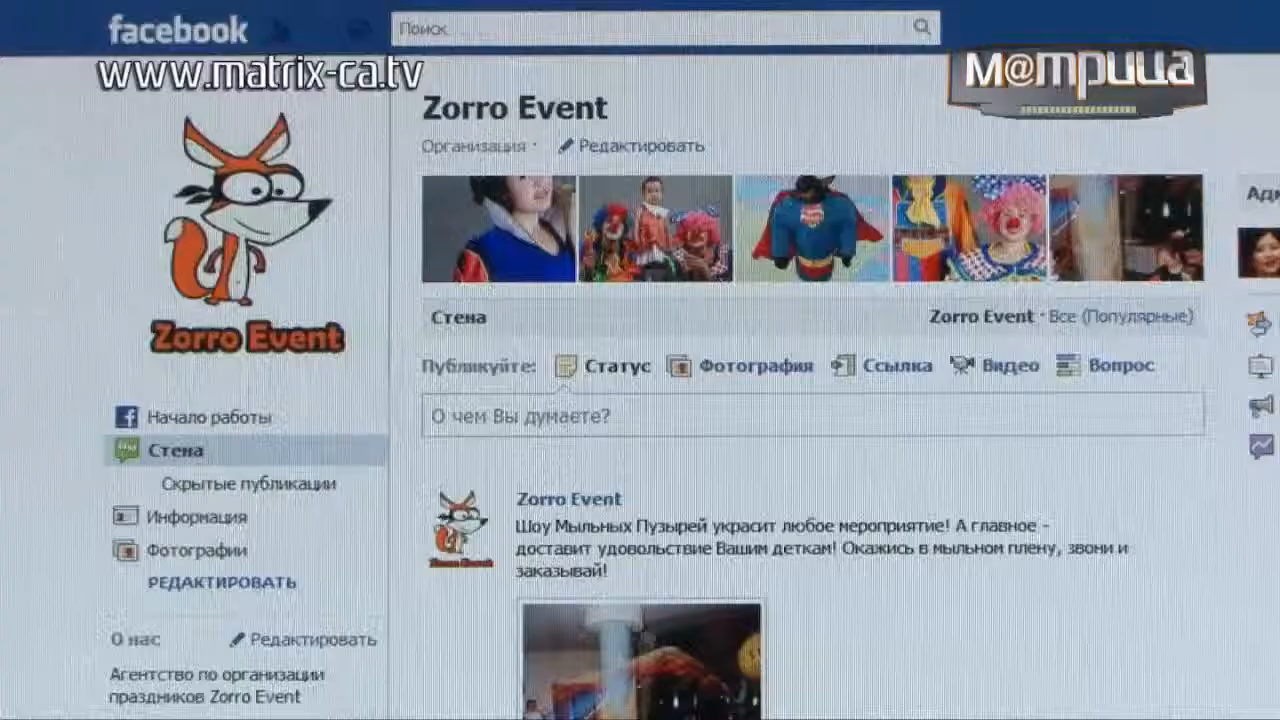 facebook
Поиск
www.matrix-ca.tv
М@трица
Zorro Event
Организация · Редактировать
Zorro Event
Стена
Zorro Event · Все (Популярные)
Публикуйте: Статус Фотография Ссылка Видео Вопрос
О чем Вы думаете?
Начало работы
Стена
Скрытые публикации
Информация
Фотографии
РЕДАКТИРОВАТЬ
О нас Редактировать
Агентство по организации
праздников Zorro Event
Zorro Event
Шоу Мыльных Пузырей украсит любое мероприятие! А главное -
доставит удовольствие Вашим деткам! Окажись в мыльном плену, звони и
заказывай!